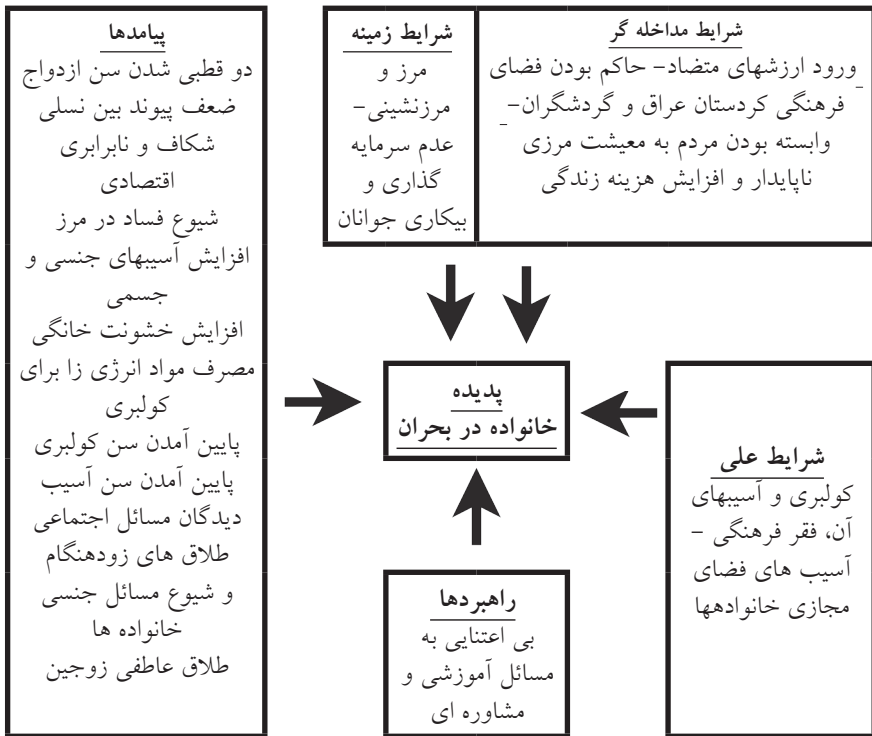 شرایط مداخله گر
ورود ارزشهای متضاد- حاکم بودن فضای
فرهنگی کردستان عراق و گردشگران-
وابسته بودن مردم به معیشت مرزی
ناپایدار و افزایش هزینه زندگی
شرایط زمینه
مرز و
مرزنشینی-
عدم سرمایه
گذاری و
بیکاری جوانان
پیامدها
دو قطبی شدن سن ازدواج
ضعف پیوند بین نسلی
شکاف و نابرابری
اقتصادی
شیوع فساد در مرز
افزایش آسیبهای جنسی و
جسمی
افزایش خشونت خانگی
مصرف مواد انرژی زا برای
کولبری
پایین آمدن سن کولبری
پایین آمدن سن آسیب
دیدگان مسائل اجتماعی
طلاق های زودهنگام
و شیوع مسائل جنسی
خانواده ها
طلاق عاطفی زوجین
پدیده
خانواده در بحران
شرایط علی
کولبری و آسیبهای
آن، فقر فرهنگی -
آسیب های فضای
مجازی خانوادهها
راهبردها
بی اعتنایی به
مسائل آموزشی و
مشاوره ای